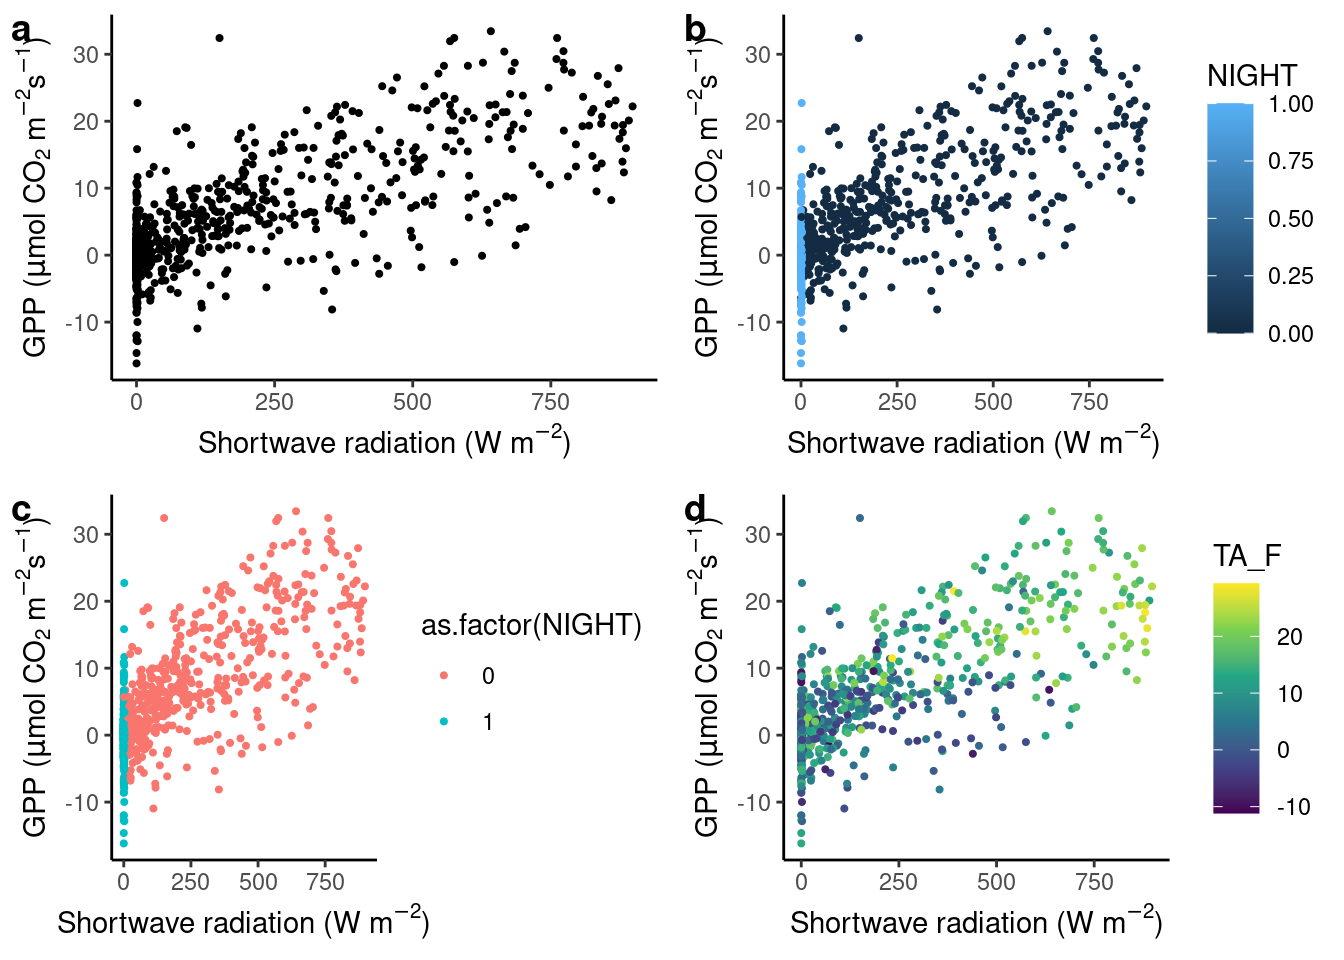 a
GPP (μmol CO₂ m⁻²s⁻¹)
30
20
10
0
-10
0 250 500 750
Shortwave radiation (W m⁻²)
b
GPP (μmol CO₂ m⁻²s⁻¹)
30
20
10
0
-10
0 250 500 750
Shortwave radiation (W m⁻²)
NIGHT
1.00
0.75
0.50
0.25
0.00
c
GPP (μmol CO₂ m⁻²s⁻¹)
30
20
10
0
-10
0 250 500 750
Shortwave radiation (W m⁻²)
as.factor(NIGHT)
0
1
d
GPP (μmol CO₂ m⁻²s⁻¹)
30
20
10
0
-10
0 250 500 750
Shortwave radiation (W m⁻²)
TA_F
20
10
0
-10